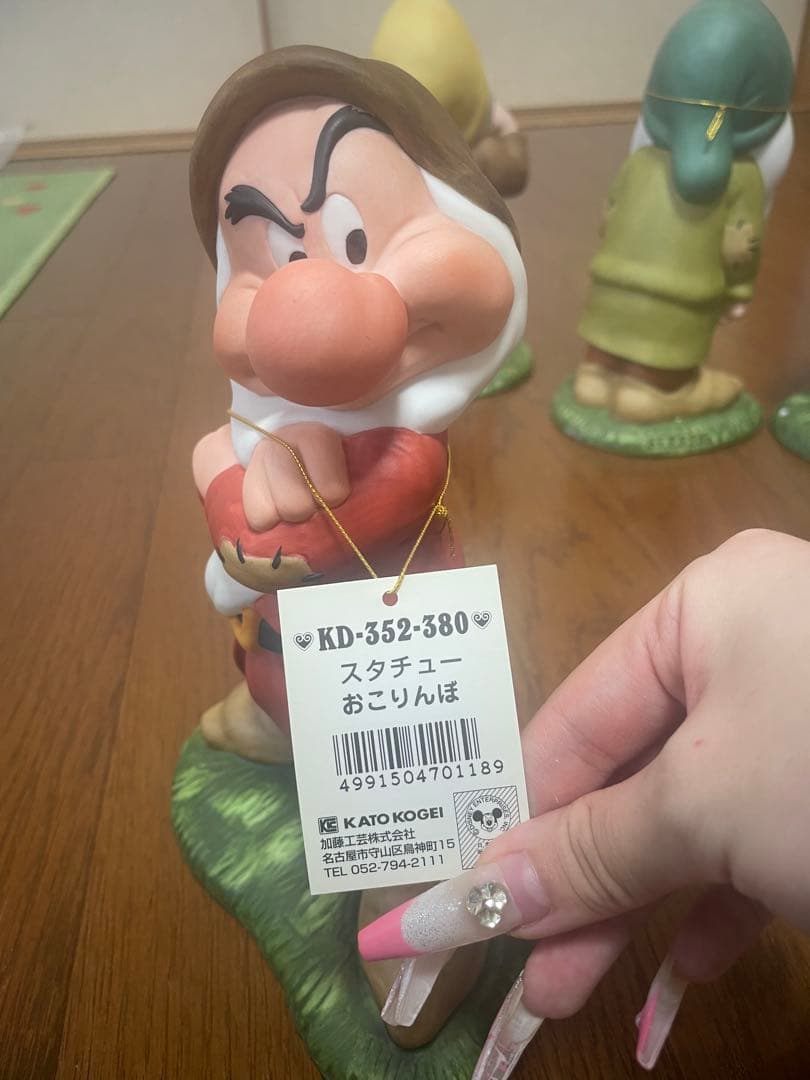 KD-352-380
スタチュー
おこりんぼ
4991504701189
KC KATO KOGEI
加藤工芸株式会社
名古屋市守山区鳥神町15
TEL 052-794-2111